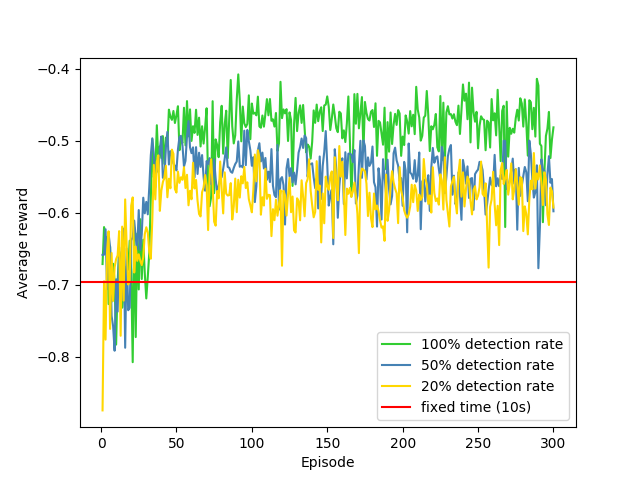 −0.4
−0.5
−0.6
−0.7
−0.8
Average reward
0 50 100 150 200 250 300
Episode
100% detection rate
50% detection rate
20% detection rate
fixed time (10s)